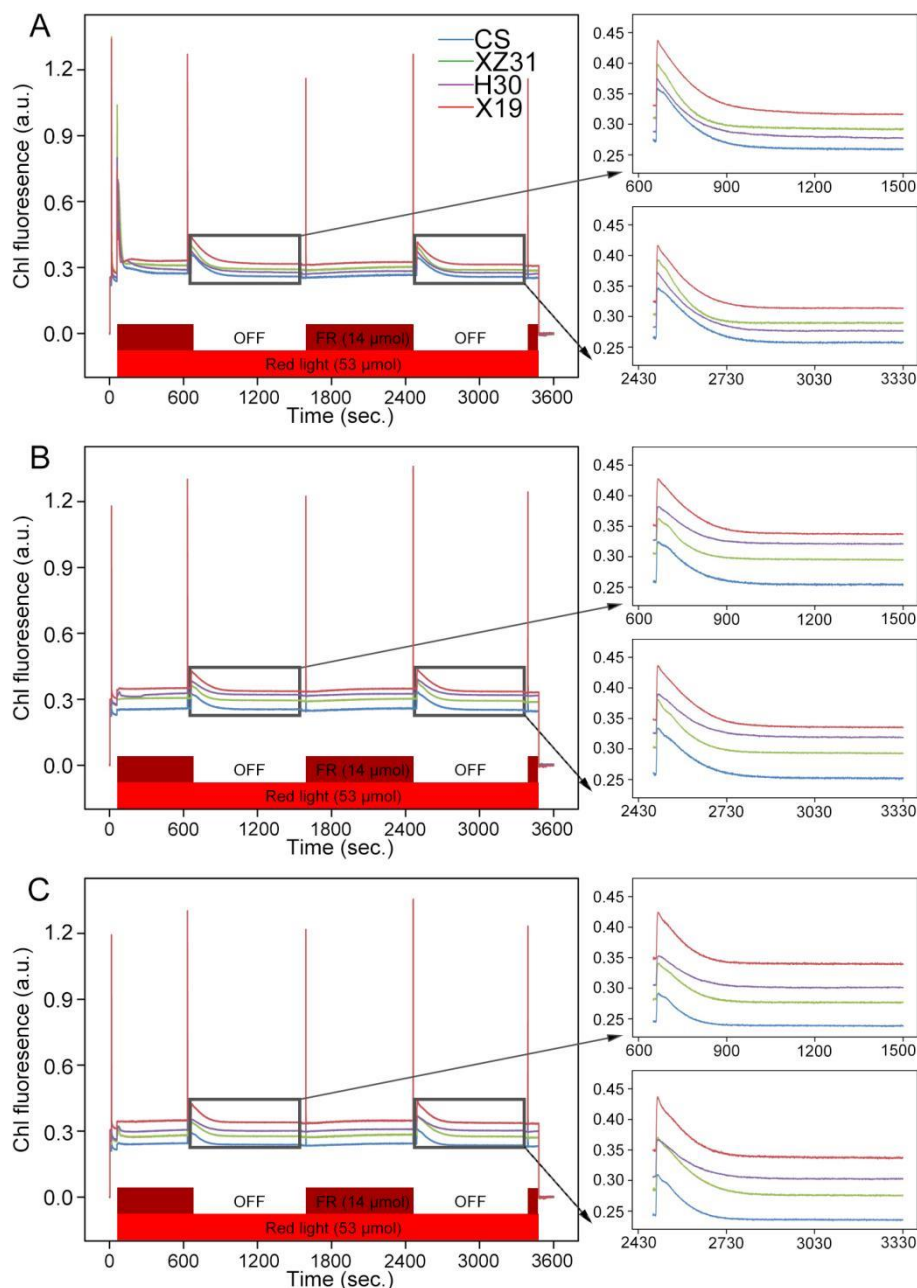 A
CS
XZ31
H30
X19
Chl fluoresence (a.u.)
1.2
0.9
0.6
0.3
0.0
OFF
FR (14 μmol)
OFF
Red light (53 μmol)
0 600 1200 1800 2400 3000 3600
Time (sec.)
0.45
0.40
0.35
0.30
0.25
600 900 1200 1500
0.45
0.40
0.35
0.30
0.25
2430 2730 3030 3330
B
Chl fluoresence (a.u.)
1.2
0.9
0.6
0.3
0.0
OFF
FR (14 μmol)
OFF
Red light (53 μmol)
0 600 1200 1800 2400 3000 3600
Time (sec.)
0.45
0.40
0.35
0.30
0.25
600 900 1200 1500
0.45
0.40
0.35
0.30
0.25
2430 2730 3030 3330
C
Chl fluoresence (a.u.)
1.2
0.9
0.6
0.3
0.0
OFF
FR (14 μmol)
OFF
Red light (53 μmol)
0 600 1200 1800 2400 3000 3600
Time (sec.)
0.45
0.40
0.35
0.30
0.25
600 900 1200 1500
0.45
0.40
0.35
0.30
0.25
2430 2730 3030 3330